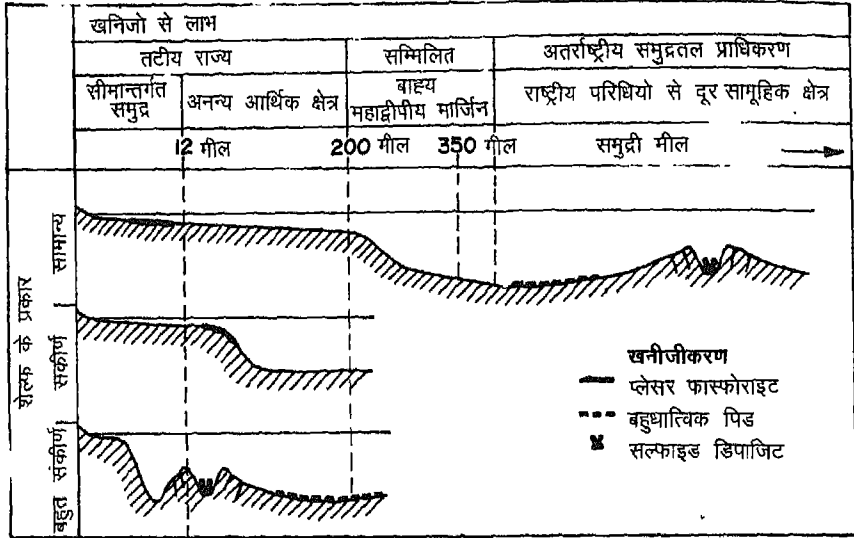 खनिजो से लाभ
तटीय राज्य
सम्मिलित
अतर्राष्ट्रीय समुद्रतल प्राधिकरण
सीमान्तर्गत
समुद्र
अनन्य आर्थिक क्षेत्र
बाह्य
महाद्वीपीय मार्जिन
राष्ट्रीय परिधियो से दूर सामूहिक क्षेत्र
12 मील
200 मील
350 मील
समुद्री मील
शेल्फ के प्रकार
सामान्य
सकीर्ण
बहुत संकीर्ण
खनीजीकरण
प्लेसर फास्फोराइट
बहुधात्विक पिड
सल्फाइड डिपाजिट